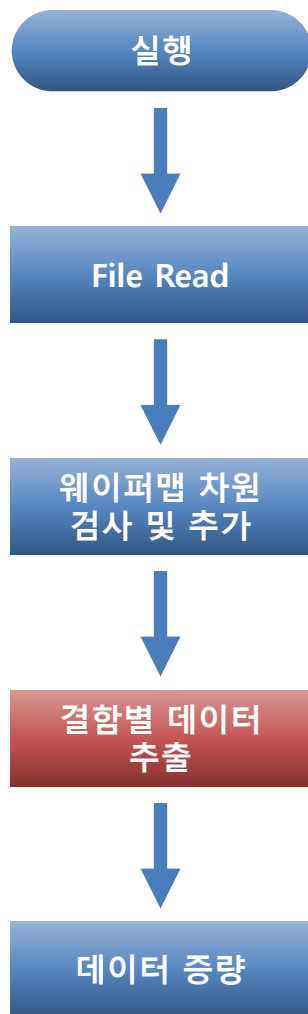 실행
File Read
웨이퍼맵 차원
검사 및 추가
결함별 데이터
추출
데이터 증량